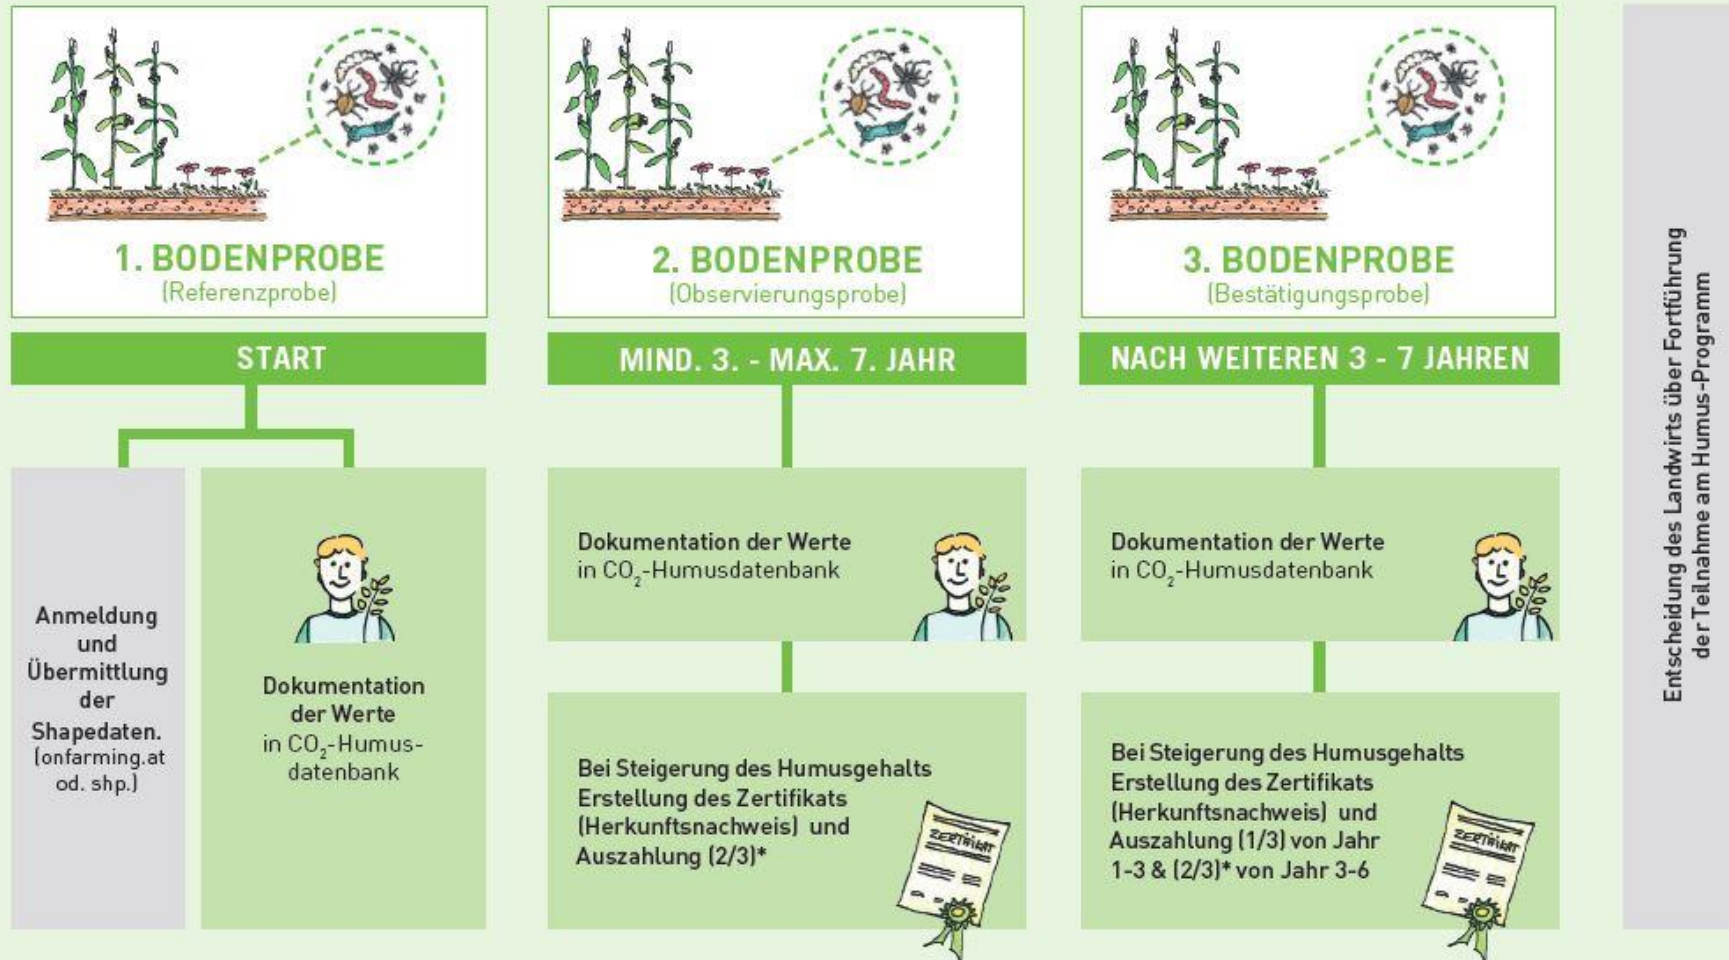 1. BODENPROBE
(Referenzprobe)
START
Anmeldung
und
Übermittlung
der
Shapedaten.
(onfarming.at
od. shp.)
Dokumentation
der Werte
in CO₂-Humus-
datenbank
2. BODENPROBE
(Observierungsprobe)
MIND. 3. - MAX. 7. JAHR
Dokumentation der Werte
in CO₂-Humusdatenbank
Bei Steigerung des Humusgehalts
Erstellung des Zertifikats
(Herkunftsnachweis) und
Auszahlung (2/3)*
ZERTIFIKAT
3. BODENPROBE
(Bestätigungsprobe)
NACH WEITEREN 3 - 7 JAHREN
Dokumentation der Werte
in CO₂-Humusdatenbank
Bei Steigerung des Humusgehalts
Erstellung des Zertifikats
(Herkunftsnachweis) und
Auszahlung (1/3) von Jahr
1-3 & (2/3)* von Jahr 3-6
ZERTIFIKAT
Entscheidung des Landwirts über Fortführung
der Teilnahme am Humus-Programm